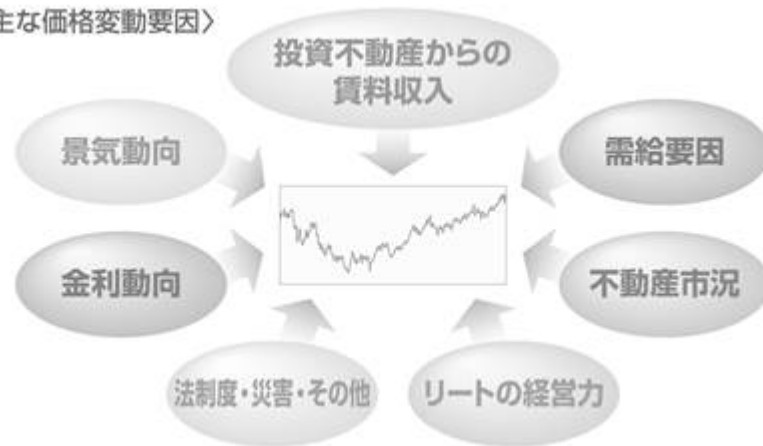 主な価格変動要因〉
投資不動産からの
賃料収入
景気動向
需給要因
金利動向
不動産市況
法制度・災害・その他
リートの経営力